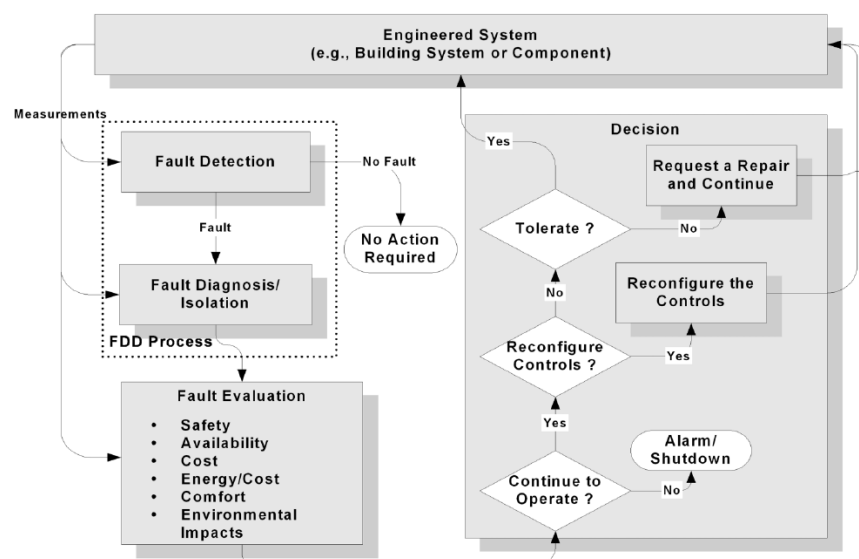 Engineered System
(e.g., Building System or Component)
Measurements
Fault Detection
No Fault
No Action
Required
Fault
Fault Diagnosis/
Isolation
FDD Process
Fault Evaluation
• Safety
• Availability
• Cost
• Energy/Cost
• Comfort
• Environmental
Impacts
Decision
Yes
Request a Repair
and Continue
Tolerate ?
No
Reconfigure the
Controls
No
Reconfigure
Controls ?
Yes
Yes
Alarm/
Shutdown
Continue to
Operate ?
No